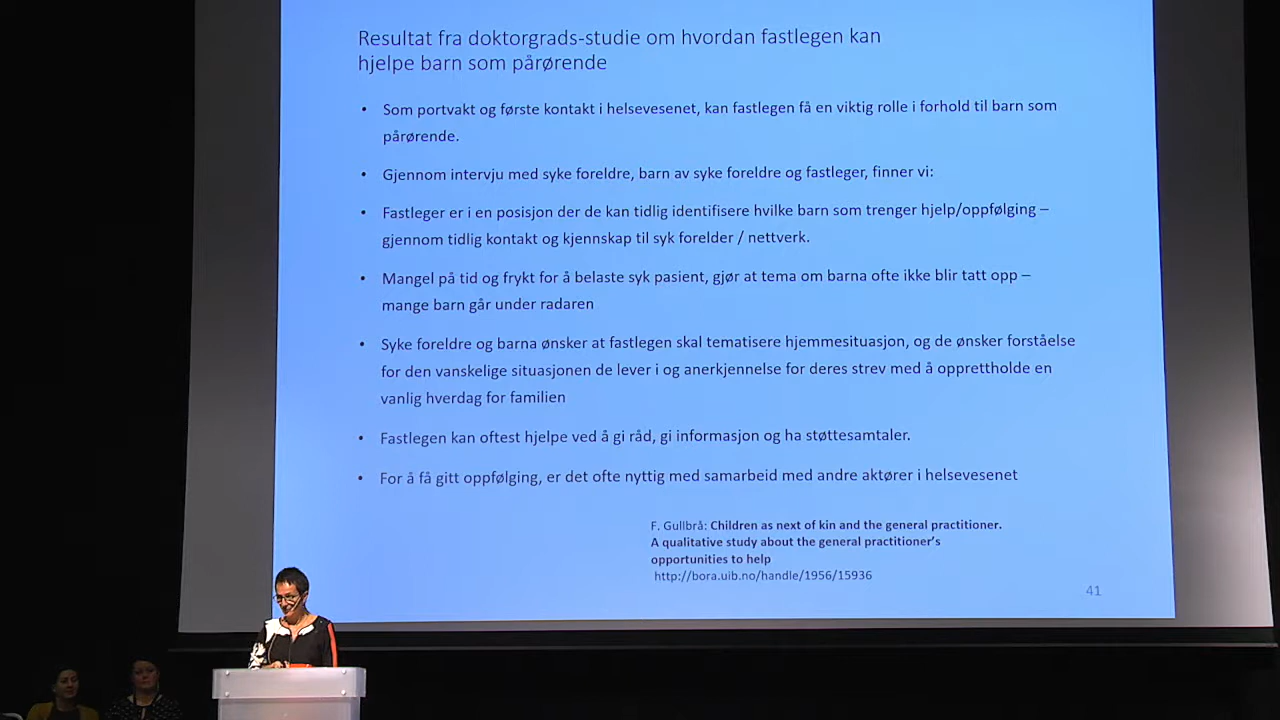 Resultat fra doktorgrads-studie om hvordan fastlegen kan
hjelpe barn som pårørende
• Som portvakt og første kontakt i helsevesenet, kan fastlegen få en viktig rolle i forhold til barn som
pårørende.
• Gjennom intervju med syke foreldre, barn av syke foreldre og fastleger, finner vi:
• Fastleger er i en posisjon der de kan tidlig identifisere hvilke barn som trenger hjelp/oppfølging –
gjennom tidlig kontakt og kjennskap til syk forelder / nettverk.
• Mangel på tid og frykt for å belaste syk pasient, gjør at tema om barna ofte ikke blir tatt opp –
mange barn går under radaren
• Syke foreldre og barna ønsker at fastlegen skal tematisere hjemmesituasjon, og de ønsker forståelse
for den vanskelige situasjonen de lever i og anerkjennelse for deres strev med å opprettholde en
vanlig hverdag for familien
• Fastlegen kan oftest hjelpe ved å gi råd, gi informasjon og ha støttesamtaler.
• For å få gitt oppfølging, er det ofte nyttig med samarbeid med andre aktører i helsevesenet
F. Gullbrå: Children as next of kin and the general practitioner.
A qualitative study about the general practitioner's
opportunities to help
http://bora.uib.no/handle/1956/15936
41